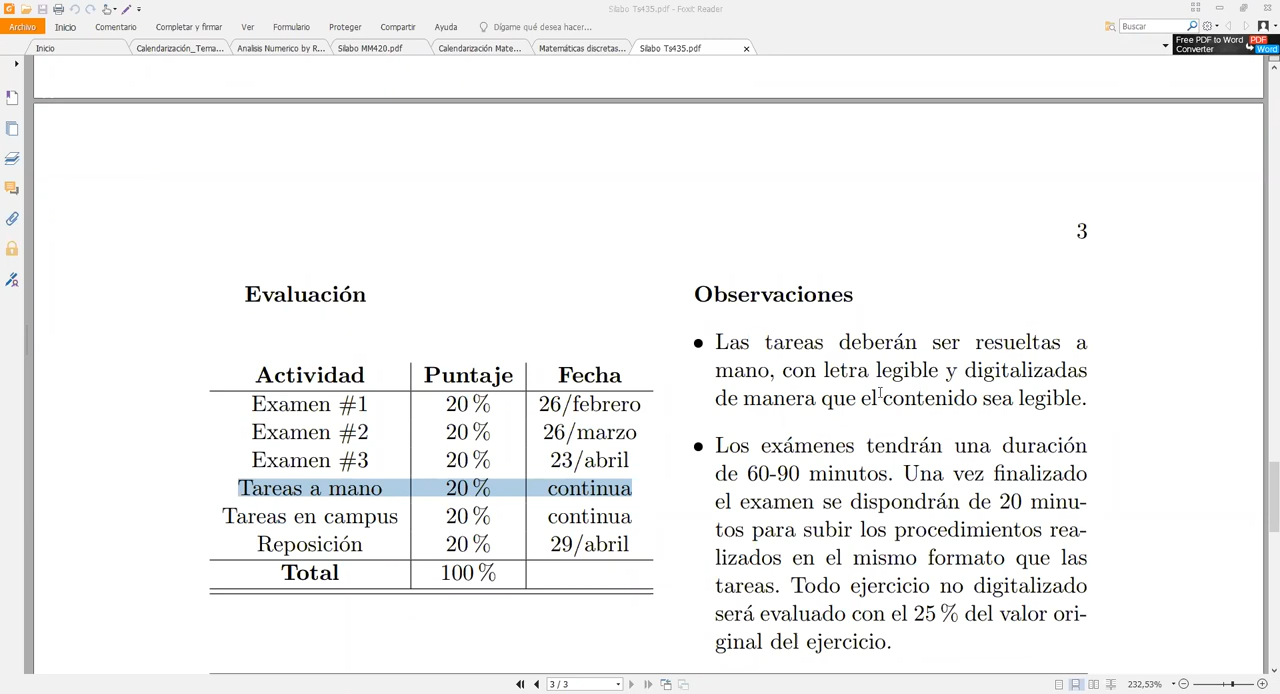 Silabo Ts435.pdf - Foxit Reader
Archivo Inicio Comentario Completar y firmar Ver Formulario Proteger Compartir Ayuda Dígame qué desea hacer... Buscar
Inicio Calendarización_Tema... Analisis Numerico by R... Silabo MM420.pdf Calendarización Mate... Matemáticas discretas... Silabo Ts435.pdf
Free PDF to Word
Converter
PDF
Word
3
Evaluación
Actividad Puntaje Fecha
Examen #1 20 % 26/febrero
Examen #2 20 % 26/marzo
Examen #3 20 % 23/abril
Tareas a mano 20 % continua
Tareas en campus 20 % continua
Reposición 20 % 29/abril
Total 100 %
Observaciones
• Las tareas deberán ser resueltas a
mano, con letra legible y digitalizadas
de manera que el contenido sea legible.
• Los exámenes tendrán una duración
de 60-90 minutos. Una vez finalizado
el examen se dispondrán de 20 minu-
tos para subir los procedimientos rea-
lizados en el mismo formato que las
tareas. Todo ejercicio no digitalizado
será evaluado con el 25 % del valor ori-
ginal del ejercicio.
3 / 3 232,53%